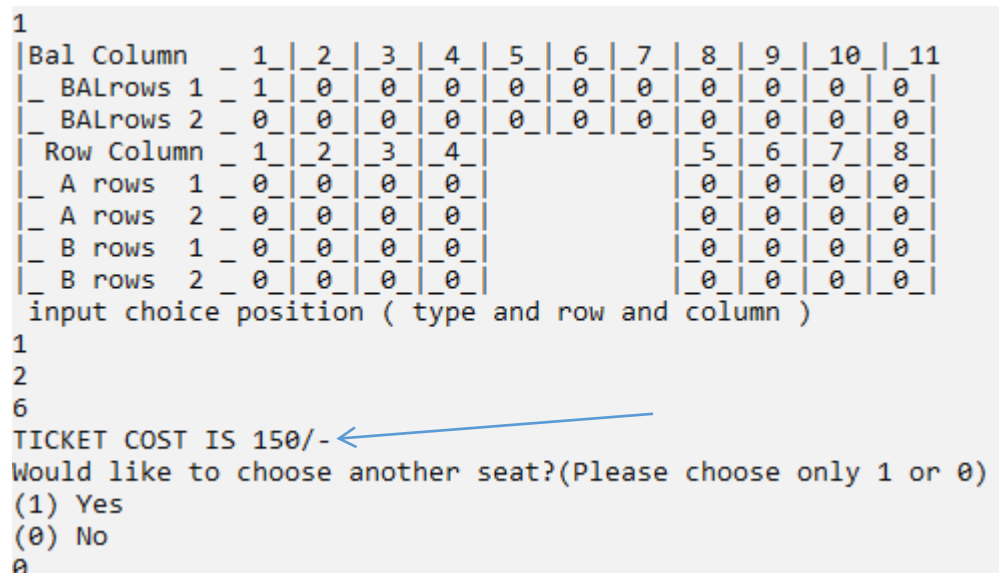 1
|Bal Column  _ 1_|_2_|_3_|_4_|_5_|_6_|_7_|_8_|_9_|_10_|_11
|_ BALrows 1 _ 1_|_0_|_0_|_0_|_0_|_0_|_0_|_0_|_0_|_0_|_0_|
|_ BALrows 2 _ 0_|_0_|_0_|_0_|_0_|_0_|_0_|_0_|_0_|_0_|_0_|
| Row Column _ 1_|_2_|_3_|_4_|           |_5_|_6_|_7_|_8_|
|_ A rows  1 _ 0_|_0_|_0_|_0_|           |_0_|_0_|_0_|_0_|
|_ A rows  2 _ 0_|_0_|_0_|_0_|           |_0_|_0_|_0_|_0_|
|_ B rows  1 _ 0_|_0_|_0_|_0_|           |_0_|_0_|_0_|_0_|
|_ B rows  2 _ 0_|_0_|_0_|_0_|           |_0_|_0_|_0_|_0_|
 input choice position ( type and row and column )
1
2
6
TICKET COST IS 150/-
Would like to choose another seat?(Please choose only 1 or 0)
(1) Yes
(0) No
0